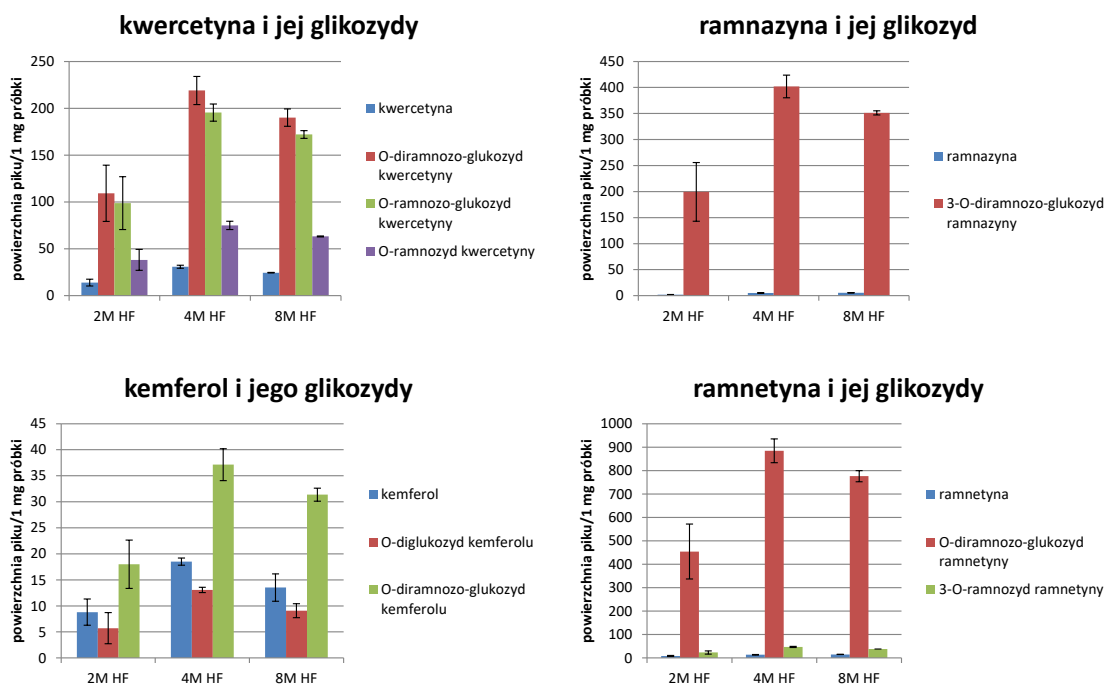 kwercetyna i jej glikozydy
powierzchnia piku/1 mg próbki
250
200
150
100
50
0
2M HF
4M HF
8M HF
kwercetyna
O-diramnozo-glukozyd
kwercetyny
O-ramnozo-glukozyd
kwercetyny
O-ramnozyd kwercetyny
ramnazyna i jej glikozyd
powierzchnia piku/1 mg próbki
450
400
350
300
250
200
150
100
50
0
2M HF
4M HF
8M HF
ramnazyna
3-O-diramnozo-glukozyd
ramnazyny
kemferol i jego glikozydy
powierzchnia piku/1 mg próbki
45
40
35
30
25
20
15
10
5
0
2M HF
4M HF
8M HF
kemferol
O-diglukozyd kemferolu
O-diramnozo-glukozyd
kemferolu
ramnetyna i jej glikozydy
powierzchnia piku/1 mg próbki
1000
900
800
700
600
500
400
300
200
100
0
2M HF
4M HF
8M HF
ramnetyna
O-diramnozo-glukozyd
ramnetyny
3-O-ramnozyd ramnetyny